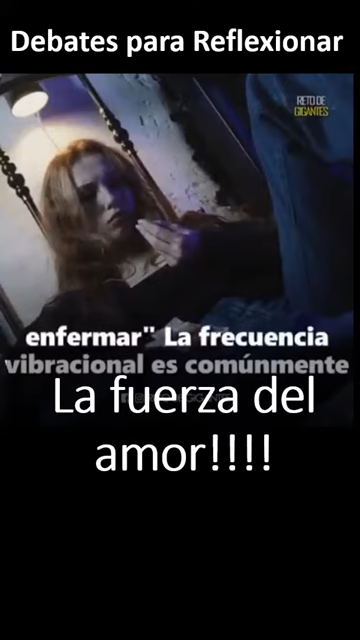 Debates para Reflexionar
RETO DE
GIGANTES
enfermar" La frecuencia
vibracional es comúnmente
La fuerza del
amor!!!!